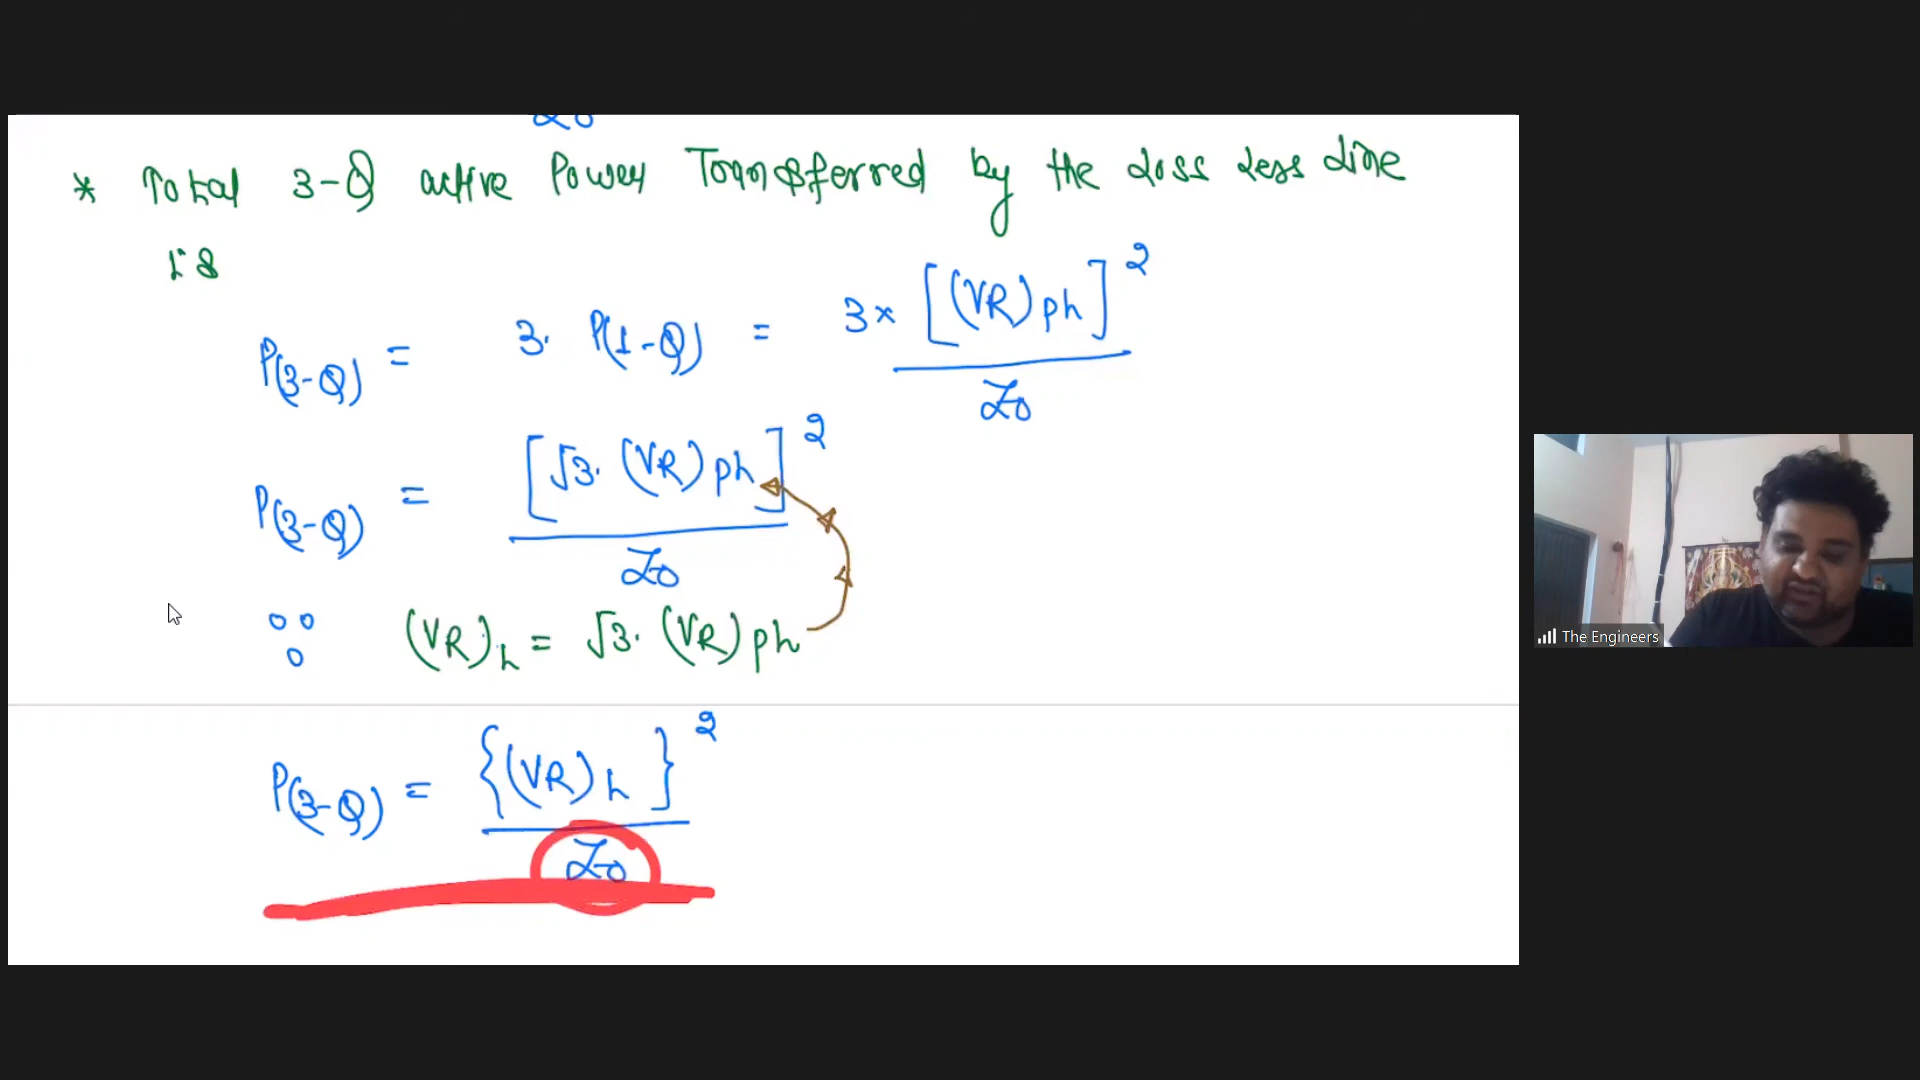 Z0
* Total 3-Φ active Power Transferred by the Loss Less Line
is
P(3-Φ) = 3. P(1-Φ) = 3× [(VR)ph]²
Z0
P(3-Φ) = [√3. (VR)ph]²
Z0
∵ (VR)L = √3. (VR)ph
P(3-Φ) = {(VR)L}²
Z0
The Engineers